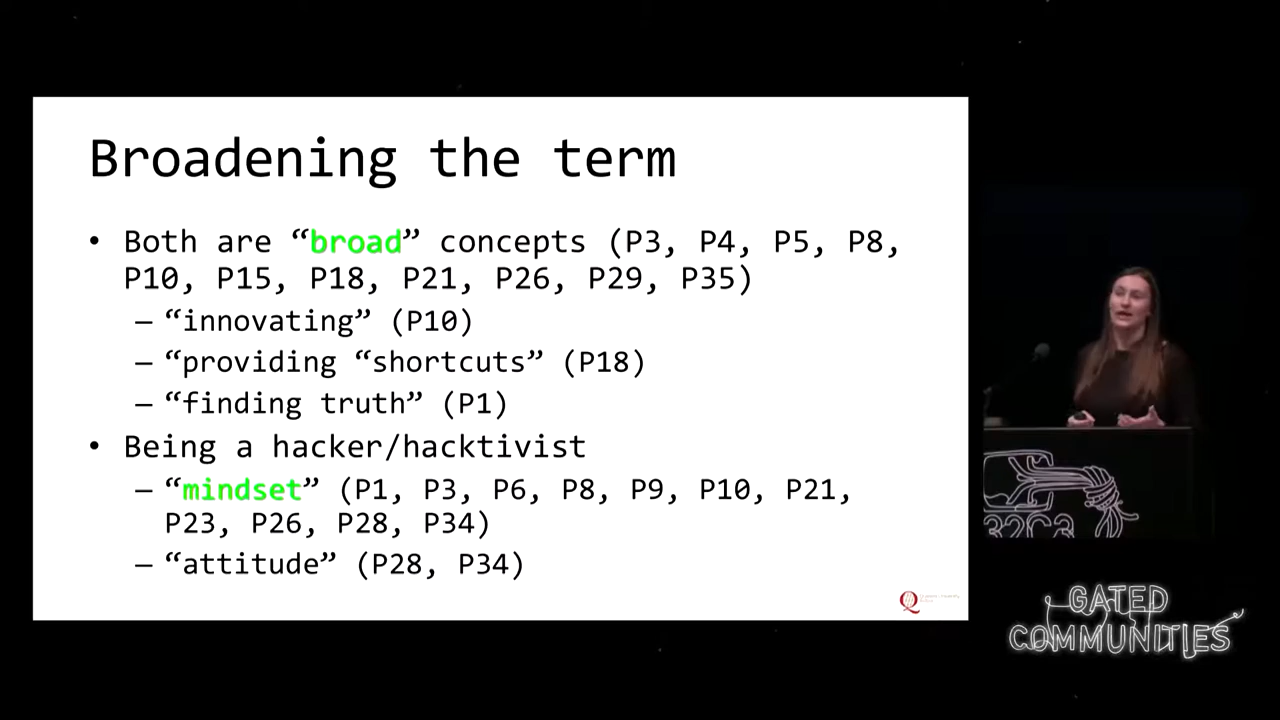 Broadening the term
• Both are “broad” concepts (P3, P4, P5, P8,
P10, P15, P18, P21, P26, P29, P35)
– “innovating” (P10)
– “providing “shortcuts” (P18)
– “finding truth” (P1)
• Being a hacker/hacktivist
– “mindset” (P1, P3, P6, P8, P9, P10, P21,
P23, P26, P28, P34)
– “attitude” (P28, P34)
32C3
GATED
COMMUNITIES